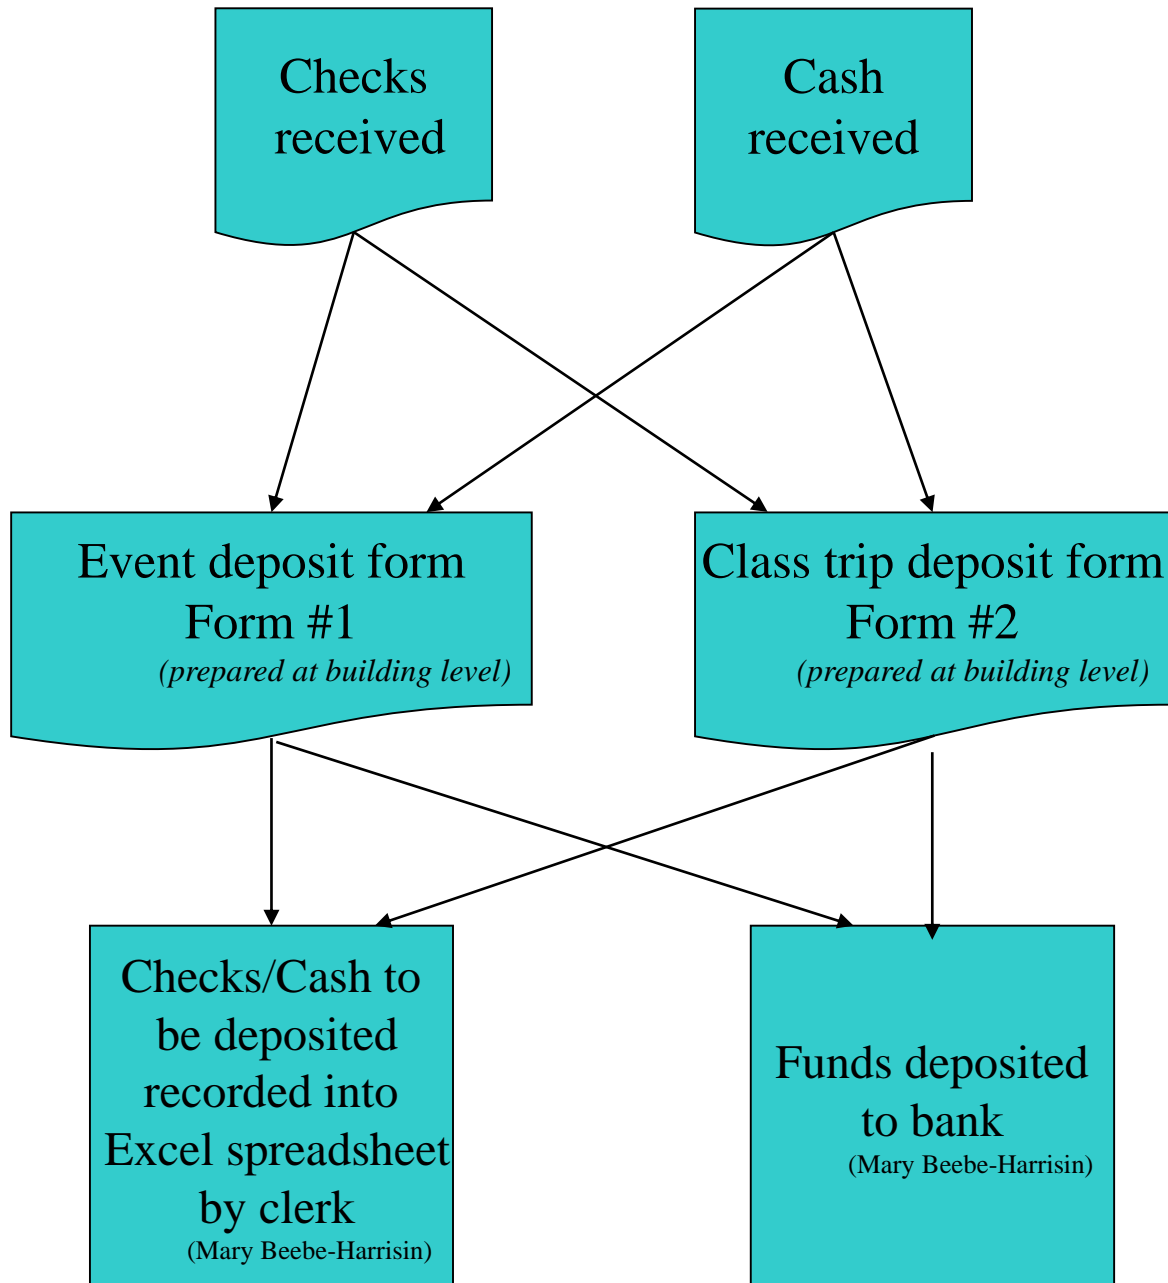 Checks
received
Cash
received
Event deposit form
Form #1
(prepared at building level)
Class trip deposit form
Form #2
(prepared at building level)
Checks/Cash to
be deposited
recorded into
Excel spreadsheet
by clerk
(Mary Beebe-Harrisin)
Funds deposited
to bank
(Mary Beebe-Harrisin)